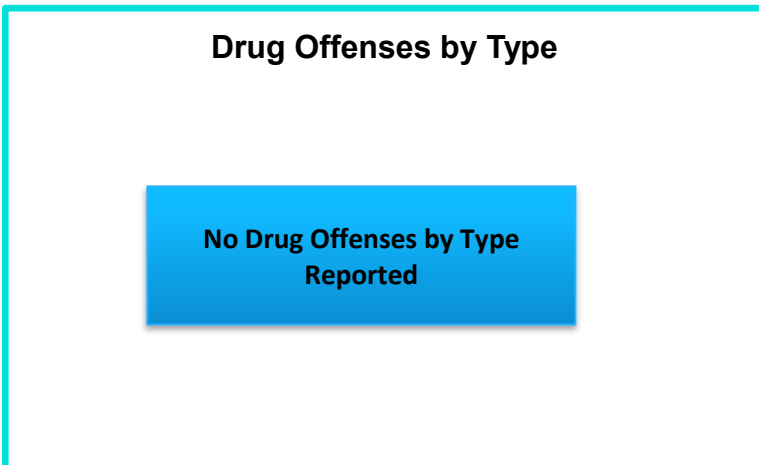 Drug Offenses by Type
No Drug Offenses by Type
Reported